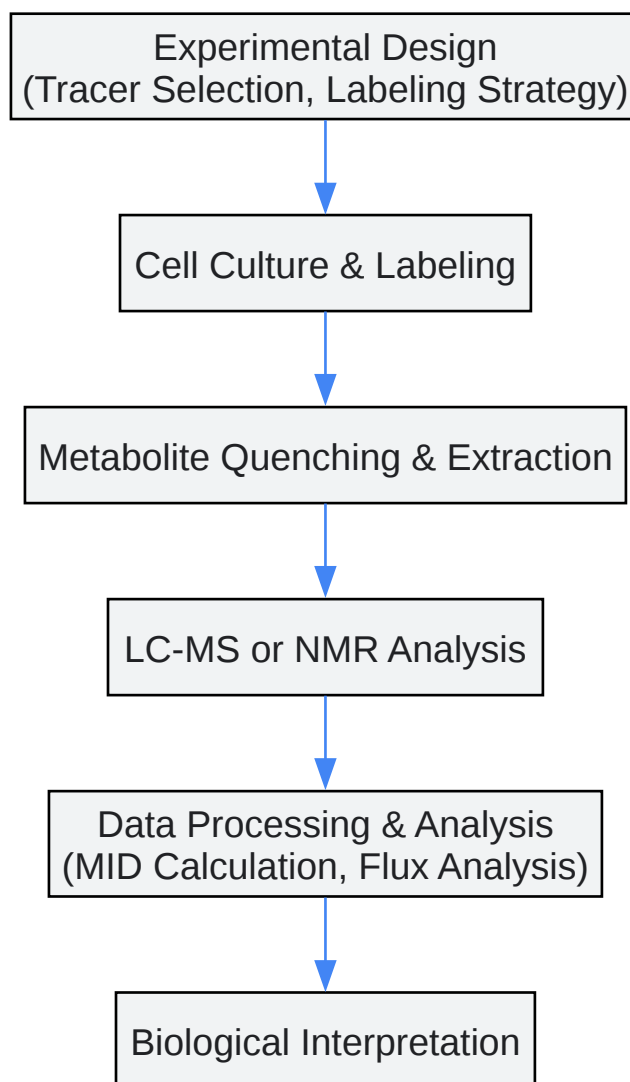 Experimental Design
(Tracer Selection, Labeling Strategy)
Cell Culture & Labeling
Metabolite Quenching & Extraction
LC-MS or NMR Analysis
Data Processing & Analysis
(MID Calculation, Flux Analysis)
Biological Interpretation